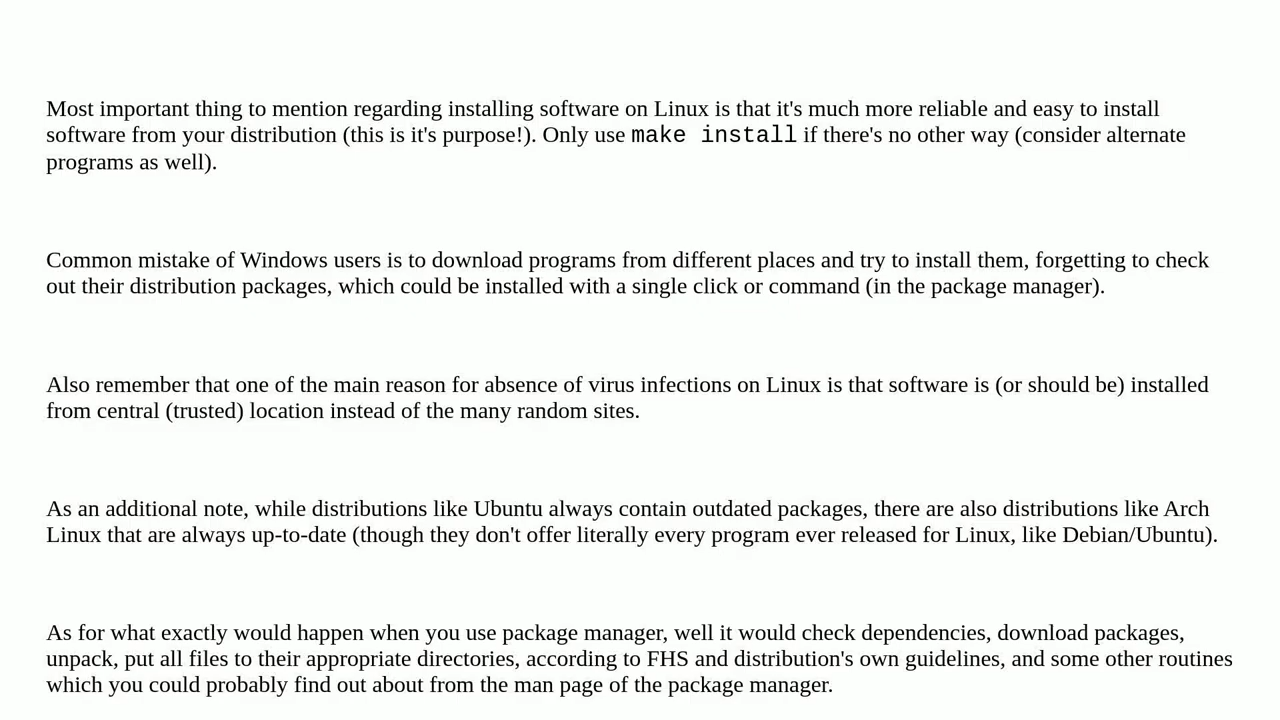 Most important thing to mention regarding installing software on Linux is that it's much more reliable and easy to install
software from your distribution (this is it's purpose!). Only use make install if there's no other way (consider alternate
programs as well).
Common mistake of Windows users is to download programs from different places and try to install them, forgetting to check
out their distribution packages, which could be installed with a single click or command (in the package manager).
Also remember that one of the main reason for absence of virus infections on Linux is that software is (or should be) installed
from central (trusted) location instead of the many random sites.
As an additional note, while distributions like Ubuntu always contain outdated packages, there are also distributions like Arch
Linux that are always up-to-date (though they don't offer literally every program ever released for Linux, like Debian/Ubuntu).
As for what exactly would happen when you use package manager, well it would check dependencies, download packages,
unpack, put all files to their appropriate directories, according to FHS and distribution's own guidelines, and some other routines
which you could probably find out about from the man page of the package manager.